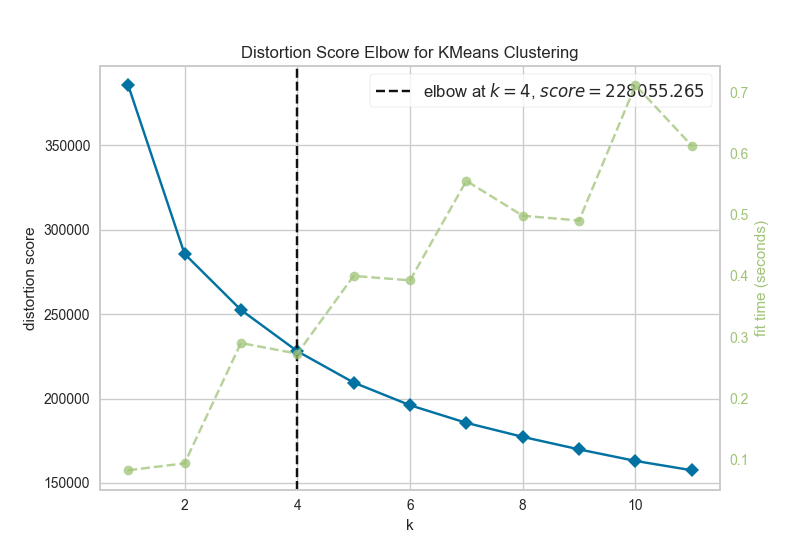 Distortion Score Elbow for KMeans Clustering
elbow at k = 4, score = 228055.265
distortion score
350000
300000
250000
200000
150000
2 4 6 8 10
k
0.7
0.6
0.5
0.4
0.3
0.2
0.1
fit time (seconds)